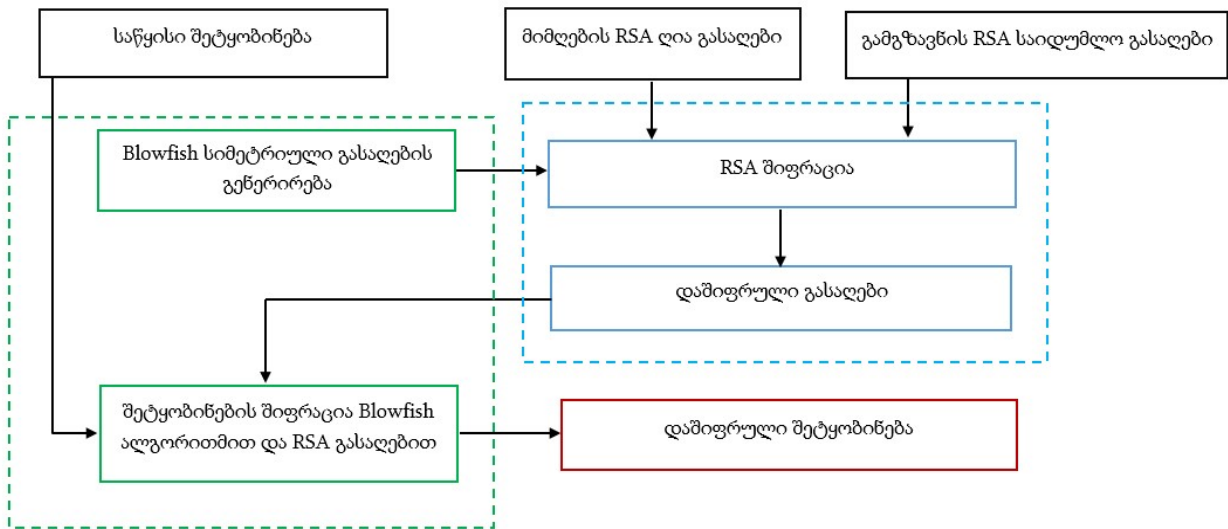 საწყისი შეტყობინება
მიმღების RSA ღია გასაღები
გამგზავნის RSA საიდუმლო გასაღები
Blowfish სიმეტრიული გასაღების
გენერირება
RSA შიფრაცია
დაშიფრული გასაღები
შეტყობინების შიფრაცია Blowfish
ალგორითმით და RSA გასაღებით
დაშიფრული შეტყობინება